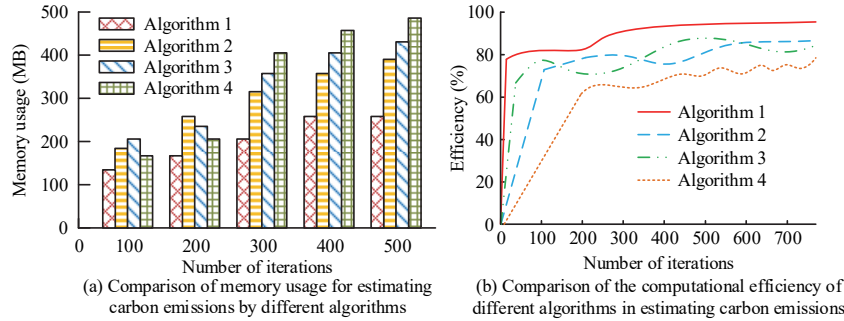 500
400
300
200
100
0
Memory usage (MB)
Algorithm 1
Algorithm 2
Algorithm 3
Algorithm 4
0 100 200 300 400 500
Number of iterations
(a) Comparison of memory usage for estimating
carbon emissions by different algorithms
100
80
60
40
20
0
Efficiency (%)
Algorithm 1
Algorithm 2
Algorithm 3
Algorithm 4
0 100 200 300 400 500 600 700
Number of iterations
(b) Comparison of the computational efficiency of
different algorithms in estimating carbon emissions